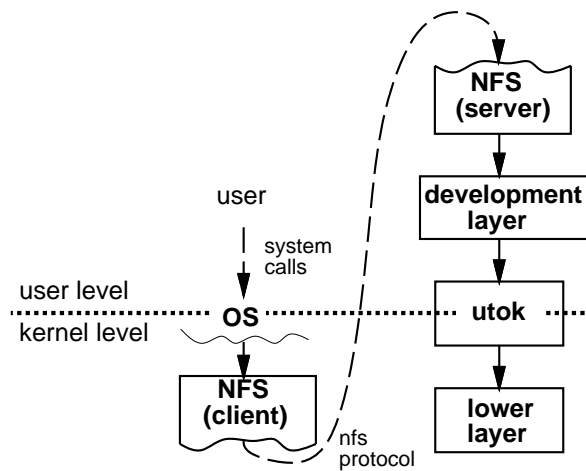 NFS
(server)
development
layer
user
system
calls
user level
OS
utok
kernel level
NFS
(client)
lower
layer
nfs
protocol